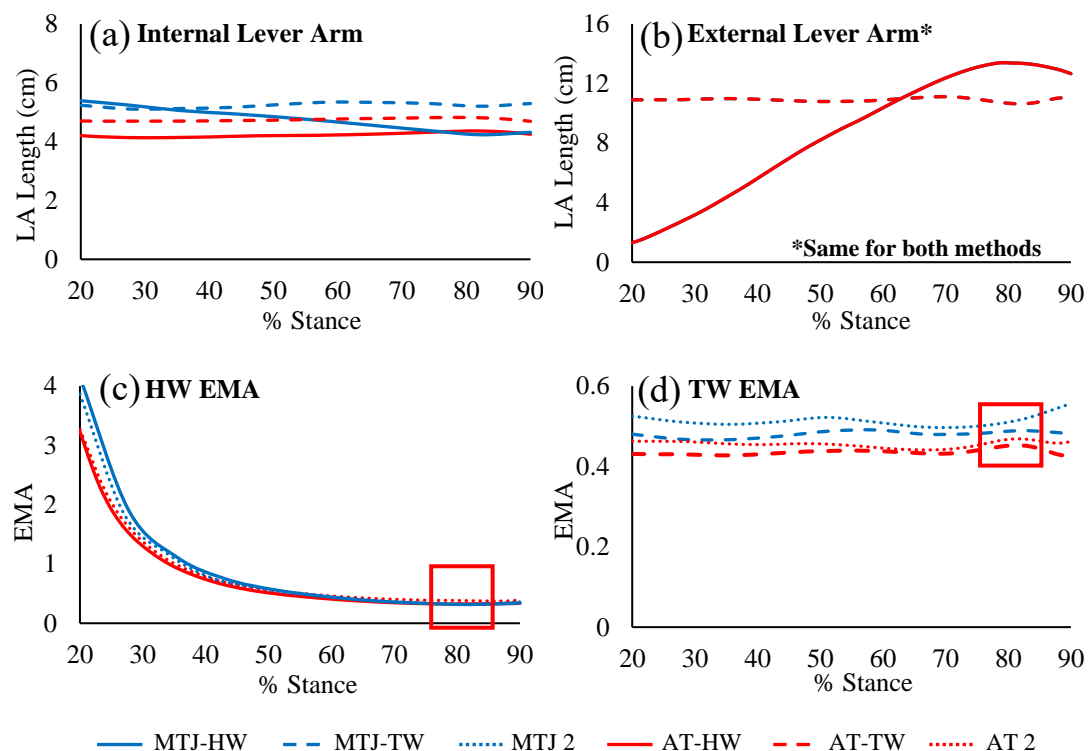 (a) Internal Lever Arm
8
6
4
2
0
LA Length (cm)
20 30 40 50 60 70 80 90
% Stance
(b) External Lever Arm*
16
12
8
4
0
LA Length (cm)
*Same for both methods
20 30 40 50 60 70 80 90
% Stance
(c) HW EMA
4
3
2
1
0
EMA
20 30 40 50 60 70 80 90
% Stance
(d) TW EMA
0.6
0.4
0.2
0
EMA
20 30 40 50 60 70 80 90
% Stance
MTJ-HW MTJ-TW MTJ 2 AT-HW AT-TW AT 2